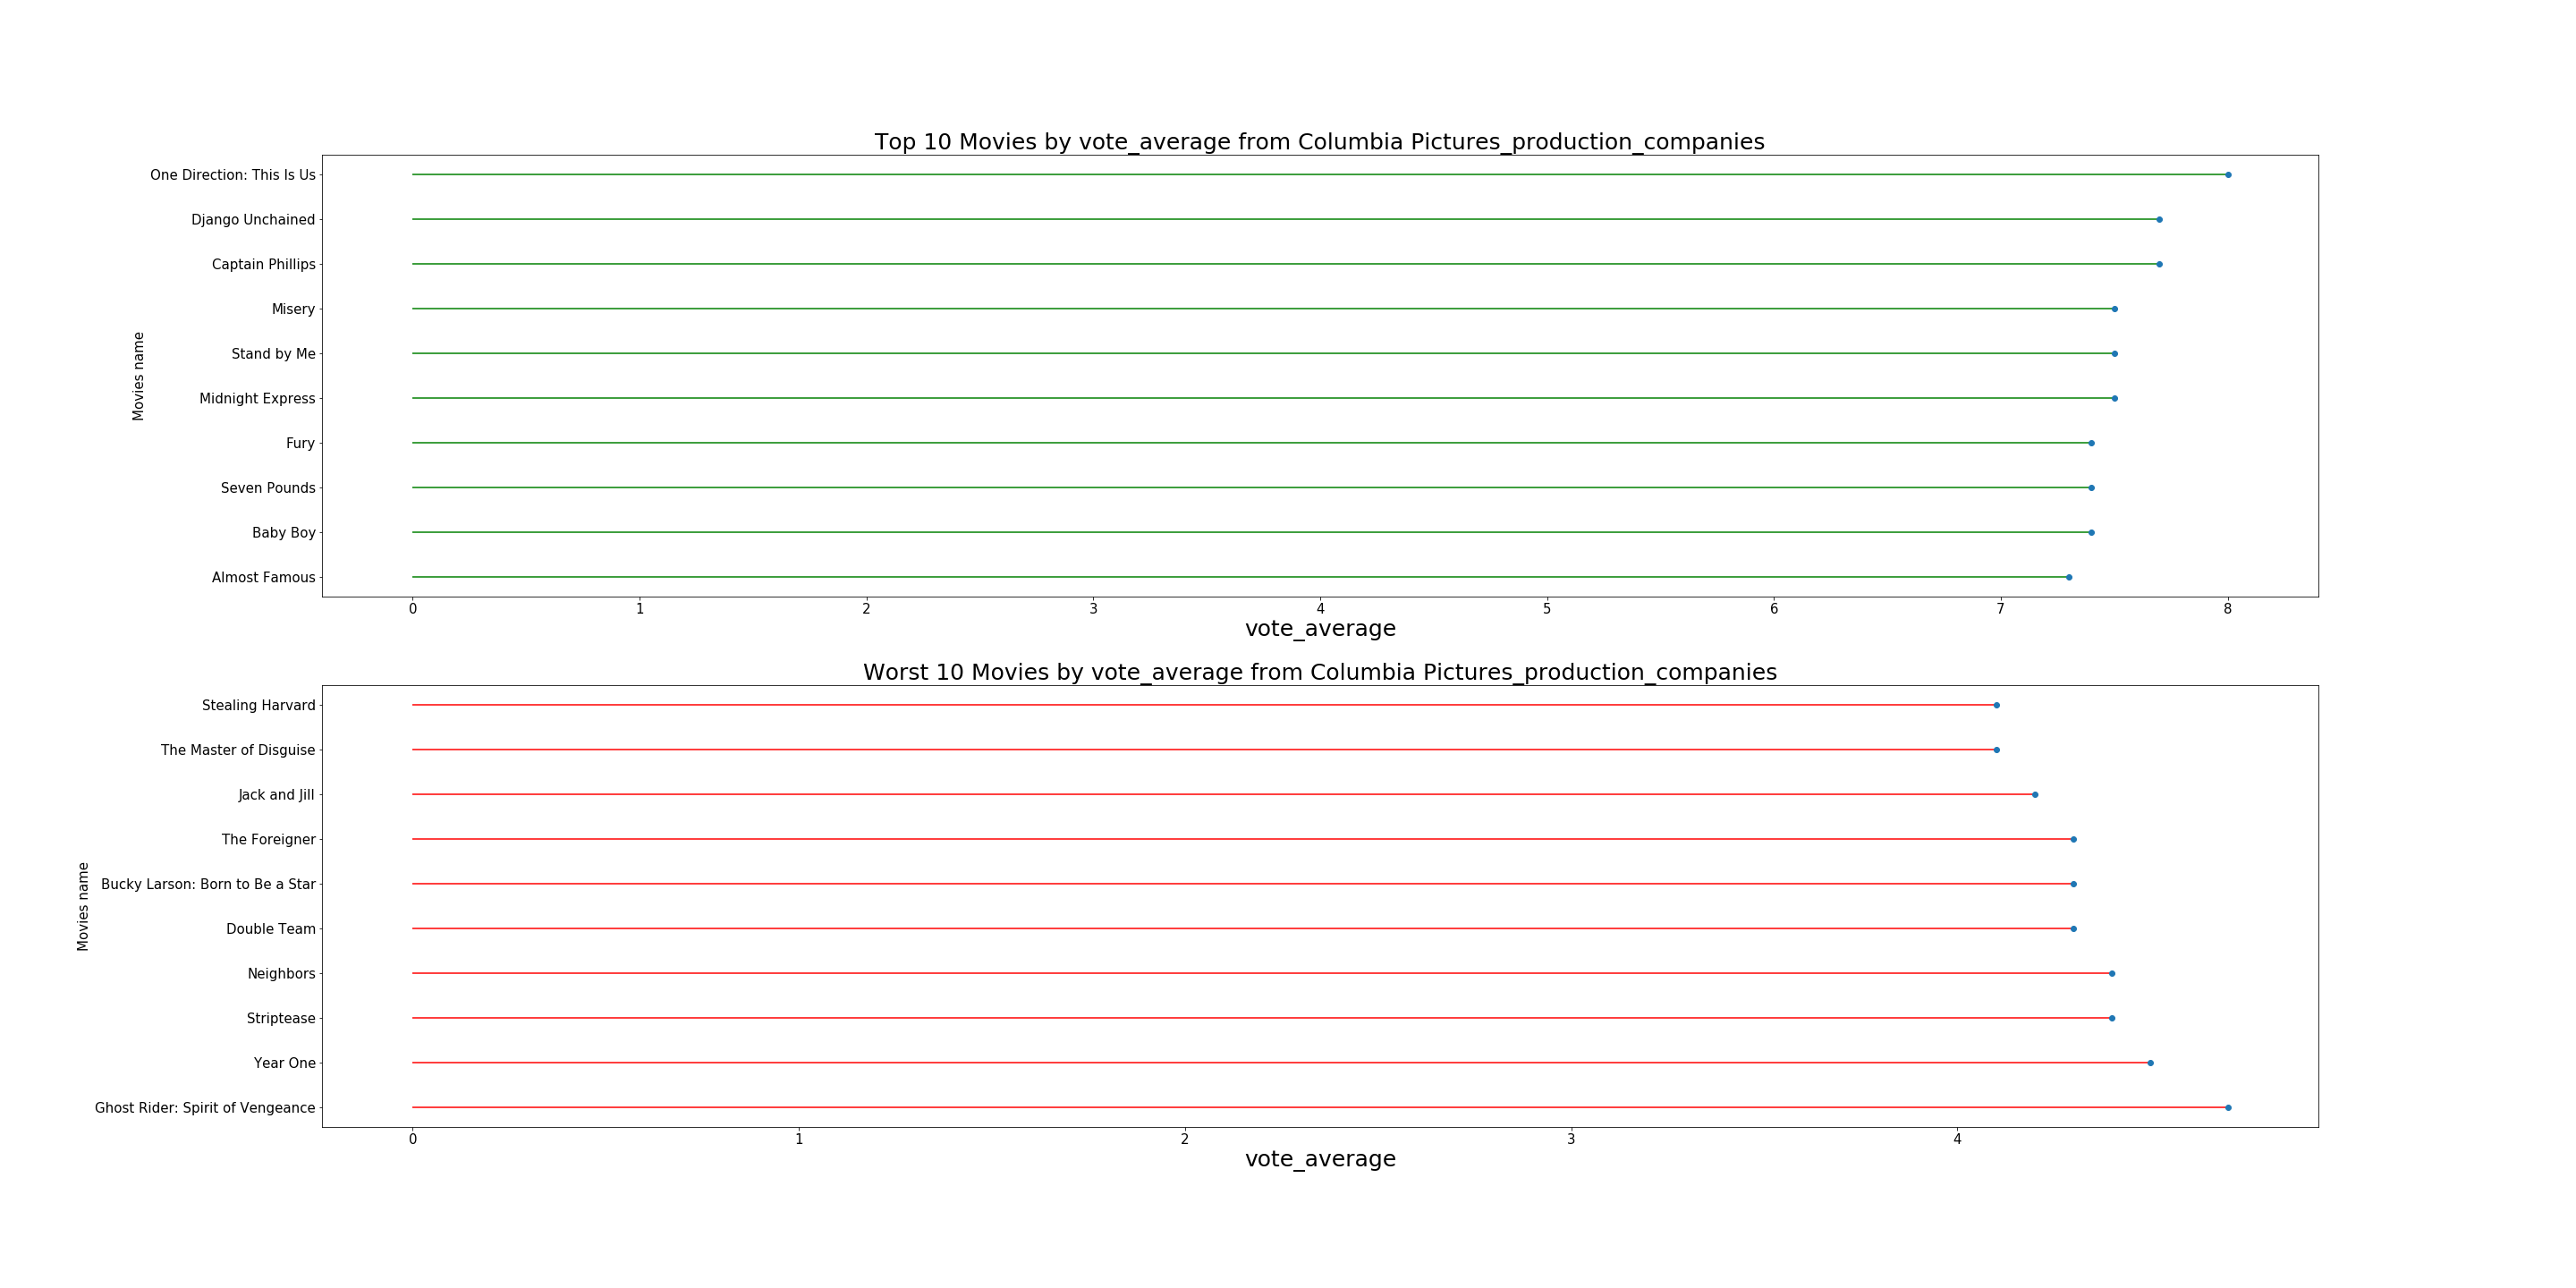 Top 10 Movies by vote_average from Columbia Pictures_production_companies
Movies name
One Direction: This Is Us
Django Unchained
Captain Phillips
Misery
Stand by Me
Midnight Express
Fury
Seven Pounds
Baby Boy
Almost Famous
0 1 2 3 4 5 6 7 8
vote_average
Worst 10 Movies by vote_average from Columbia Pictures_production_companies
Movies name
Stealing Harvard
The Master of Disguise
Jack and Jill
The Foreigner
Bucky Larson: Born to Be a Star
Double Team
Neighbors
Striptease
Year One
Ghost Rider: Spirit of Vengeance
0 1 2 3 4
vote_average